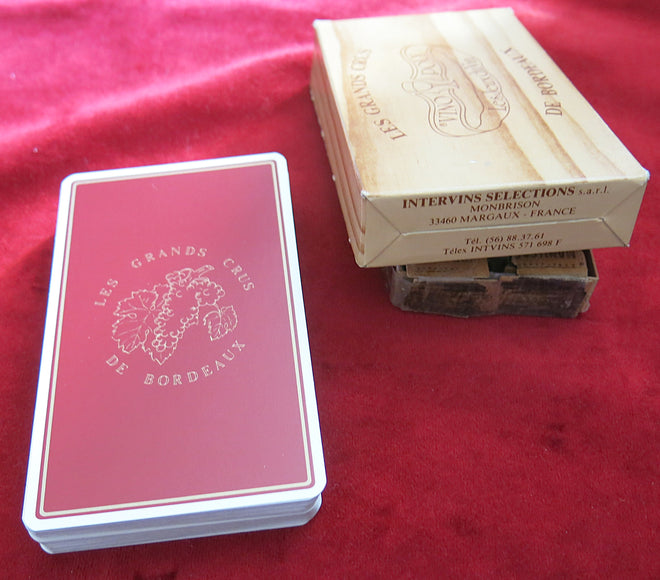 LES GRANDS CRUS
DE BORDEAUX
LES GRANDS CRUS
DE BORDEAUX
INTERVINS SELECTIONS s.a.r.l.
MONBRISON
33460 MARGAUX - FRANCE
Tél. (56) 88.37.61
Télex INTVINS 571 698 F